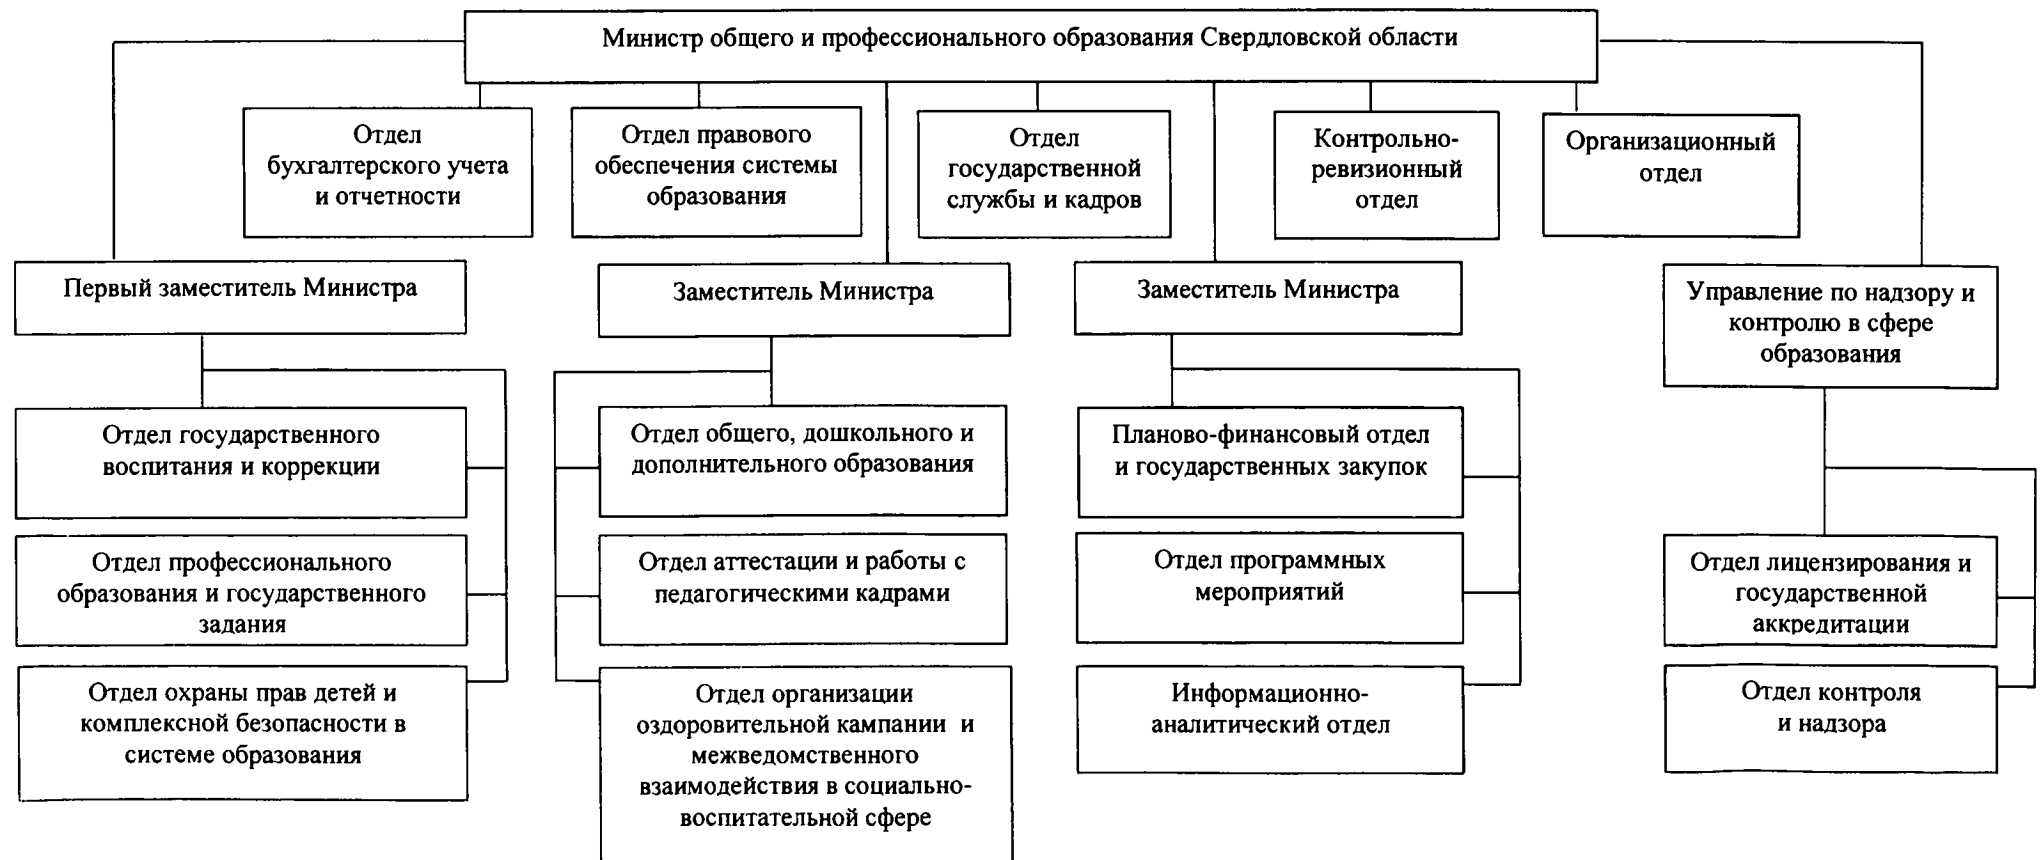 Министр общего и профессионального образования Свердловской области
Отдел
бухгалтерского учета
и отчетности
Отдел правового
обеспечения системы
образования
Отдел
государственной
службы и кадров
Контрольно-
ревизионный
отдел
Организационный
отдел
Первый заместитель Министра
Заместитель Министра
Заместитель Министра
Управление по надзору и
контролю в сфере
образования
Отдел государственного
воспитания и коррекции
Отдел общего, дошкольного и
дополнительного образования
Планово-финансовый отдел
и государственных закупок
Отдел профессионального
образования и государственного
задания
Отдел аттестации и работы с
педагогическими кадрами
Отдел программных
мероприятий
Отдел лицензирования и
государственной
аккредитации
Отдел охраны прав детей и
комплексной безопасности в
системе образования
Отдел организации
оздоровительной кампании и
межведомственного
взаимодействия в социально-
воспитательной сфере
Информационно-
аналитический отдел
Отдел контроля
и надзора